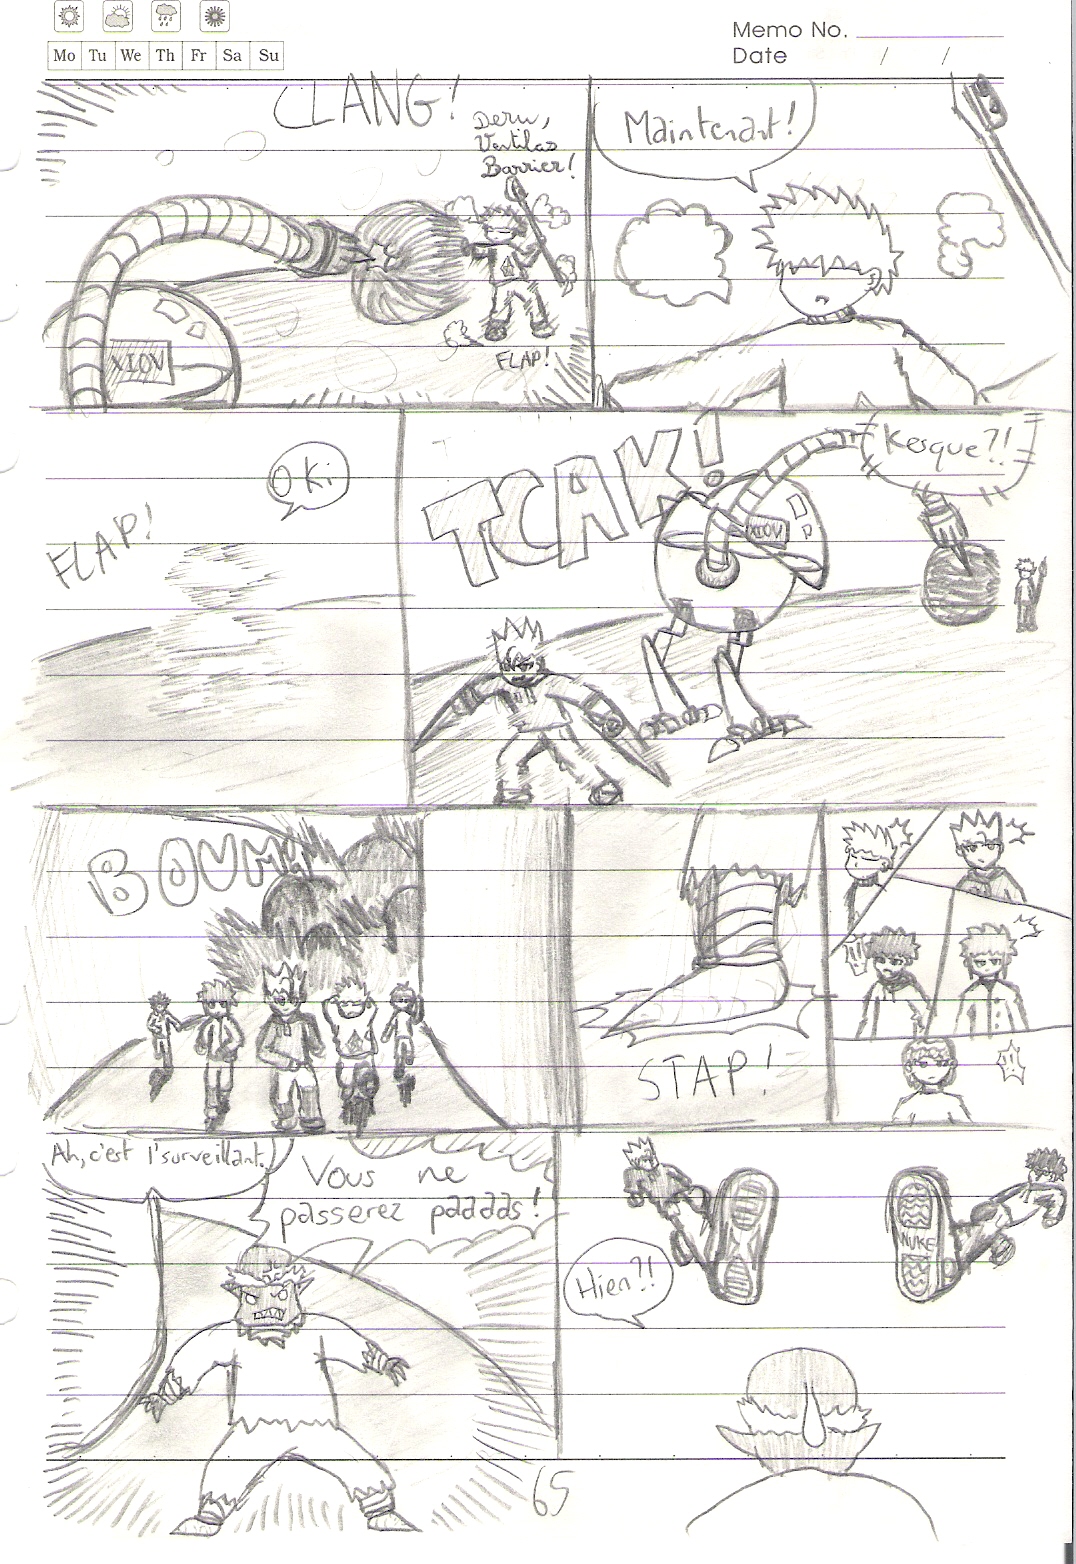 Memo No.
Date / /
Mo Tu We Th Fr Sa Su
CLANG!
Deru,
Ventilas
Barrier!
XIOV
FLAP!
Maintenant!
FLAP!
Oki
TCAK!
XIOV
Kesque?!
BOUM!
STAP!
!!!
Ah, c'est l'surveillant.
Vous ne
passerez paaaas!
Hien?!
NUKE
65